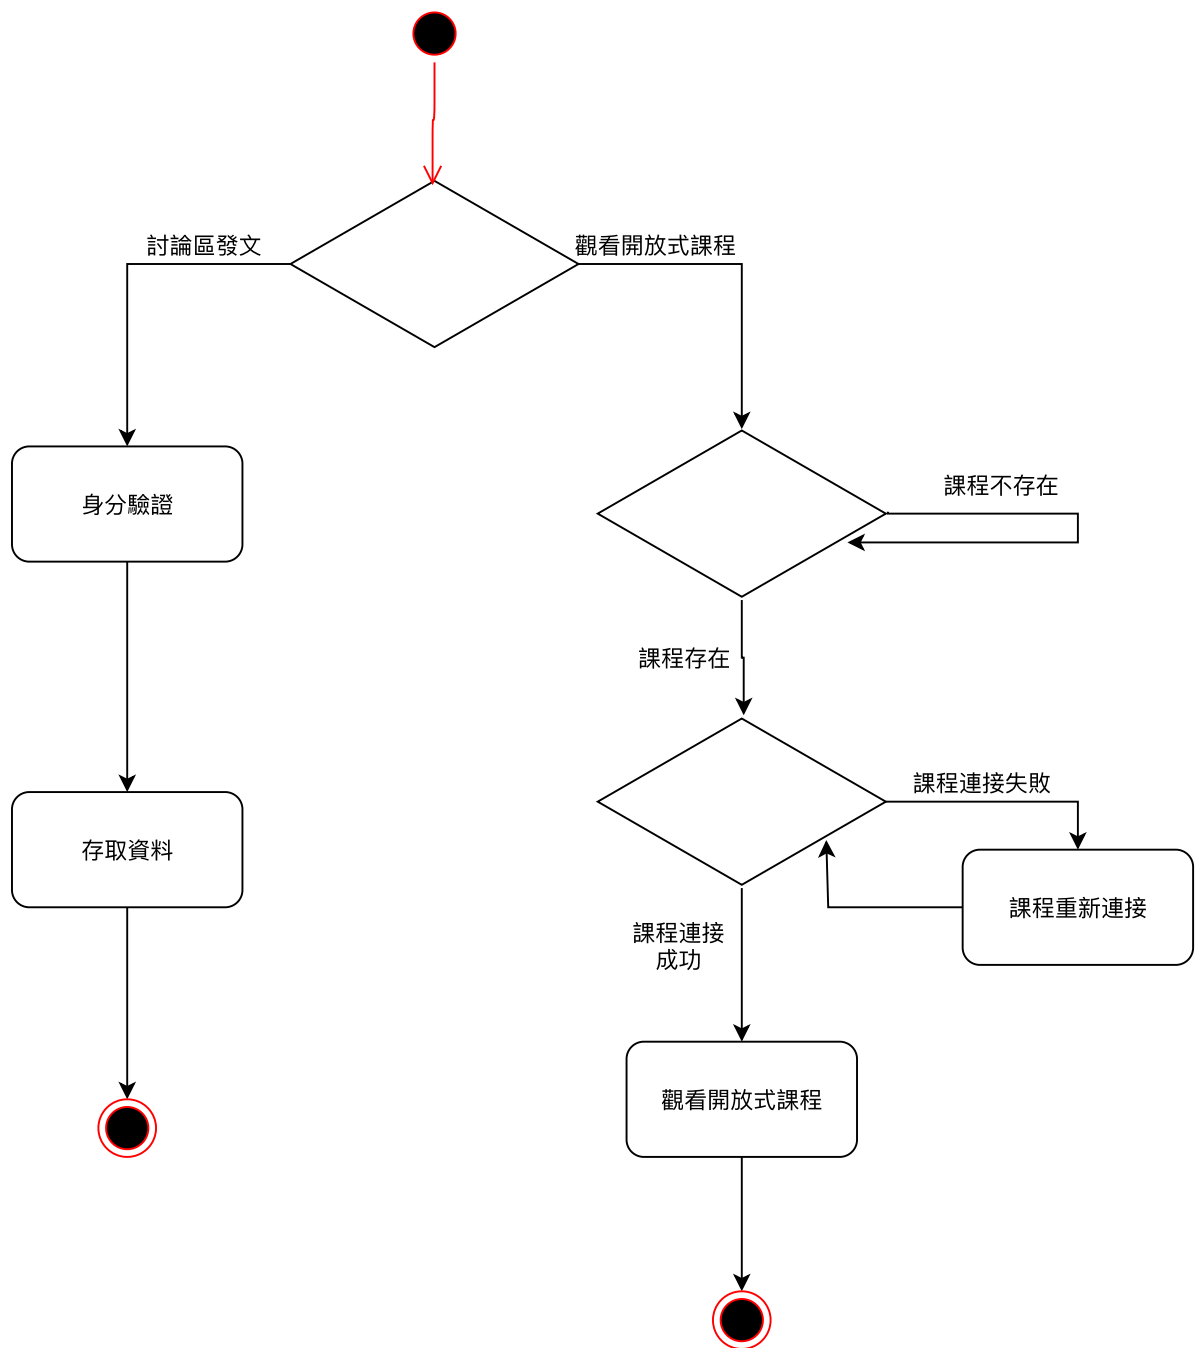 討論區發文
觀看開放式課程
身分驗證
課程不存在
課程存在
課程連接失敗
存取資料
課程重新連接
課程連接
成功
觀看開放式課程